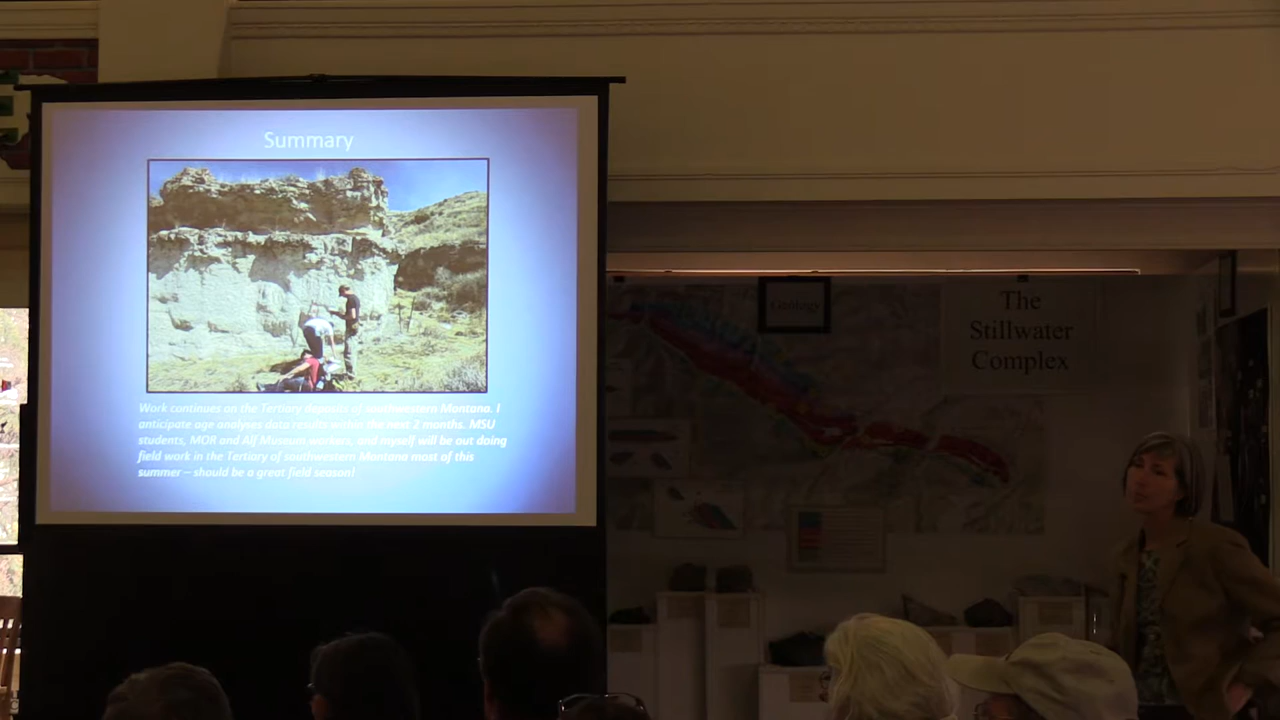 Summary
Work continues on the Tertiary deposits of southwestern Montana. I
anticipate age analyses data results within the next 2 months. MSU
students, MOR and Alf Museum workers, and myself will be out doing
field work in the Tertiary of southwestern Montana most of this
summer – should be a great field season!
Geology
The
Stillwater
Complex